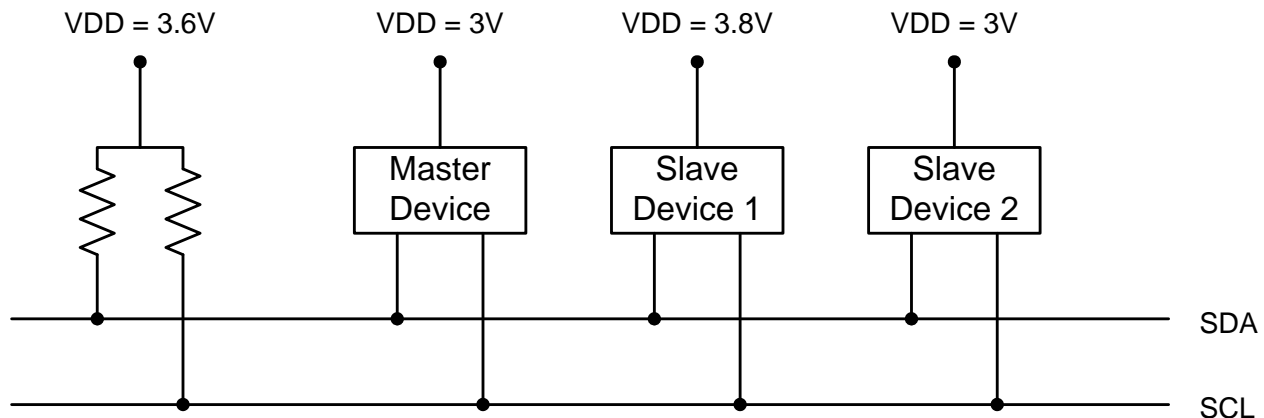 VDD = 3.6V
VDD = 3V
VDD = 3.8V
VDD = 3V
Master
Device
Slave
Device 1
Slave
Device 2
SDA
SCL